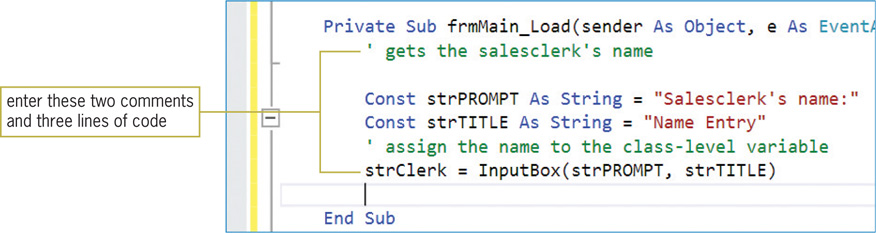 Private Sub frmMain_Load(sender As Object, e As EventA
' gets the salesclerk's name
enter these two comments
and three lines of code
Const strPROMPT As String = "Salesclerk's name:"
Const strTITLE As String = "Name Entry"
' assign the name to the class-level variable
strClerk = InputBox(strPROMPT, strTITLE)
End Sub